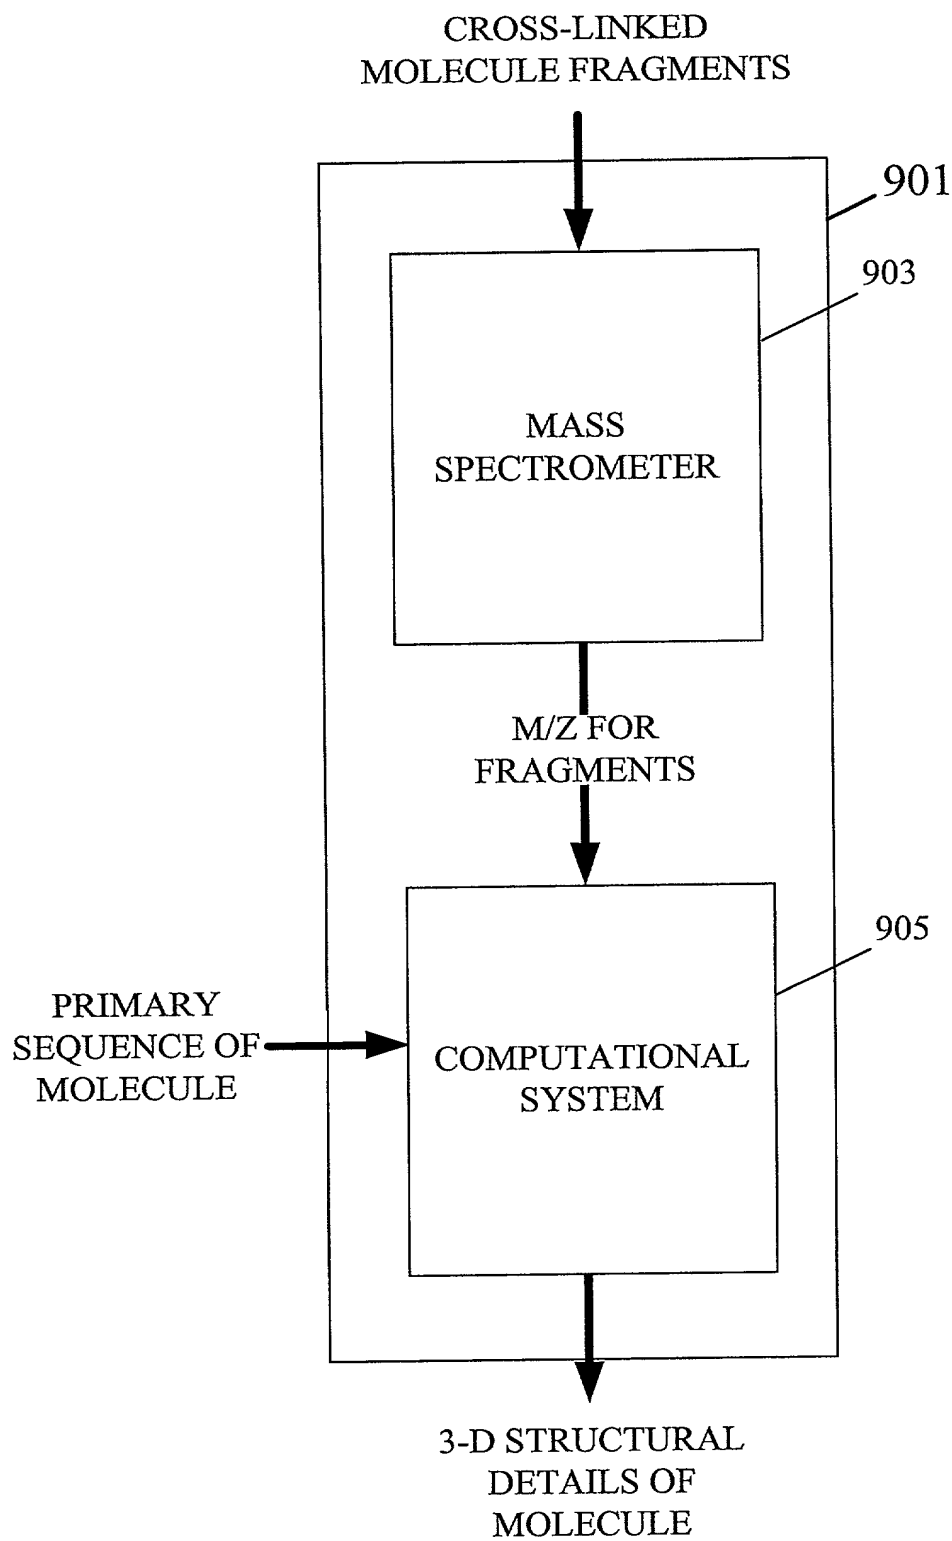 CROSS-LINKED
MOLECULE FRAGMENTS
901
903
MASS
SPECTROMETER
M/Z FOR
FRAGMENTS
905
PRIMARY
SEQUENCE OF
MOLECULE
COMPUTATIONAL
SYSTEM
3-D STRUCTURAL
DETAILS OF
MOLECULE